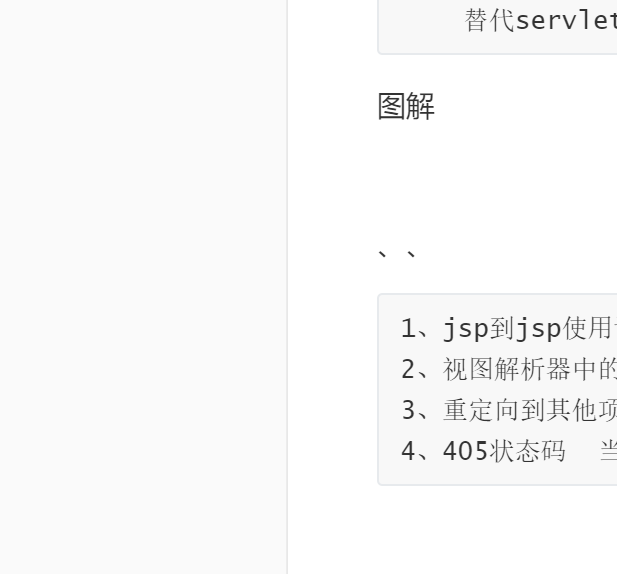 替代servlet
图解
、、
1、jsp到jsp使用
2、视图解析器中的
3、重定向到其他项
4、405状态码 当